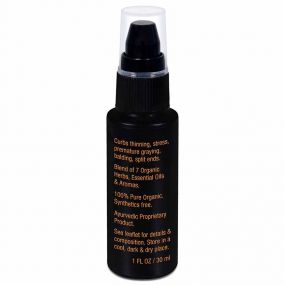 Curbs thinning, stress,
premature graying,
balding, split ends.
Blend of 7 Organic
Herbs, Essential Oils
& Aromas.
100% Pure Organic,
Synthetics free.
Ayurvedic Proprietary
Product.
See leaflet for details &
composition. Store in a
cool, dark & dry place.
1 FL OZ / 30 ml